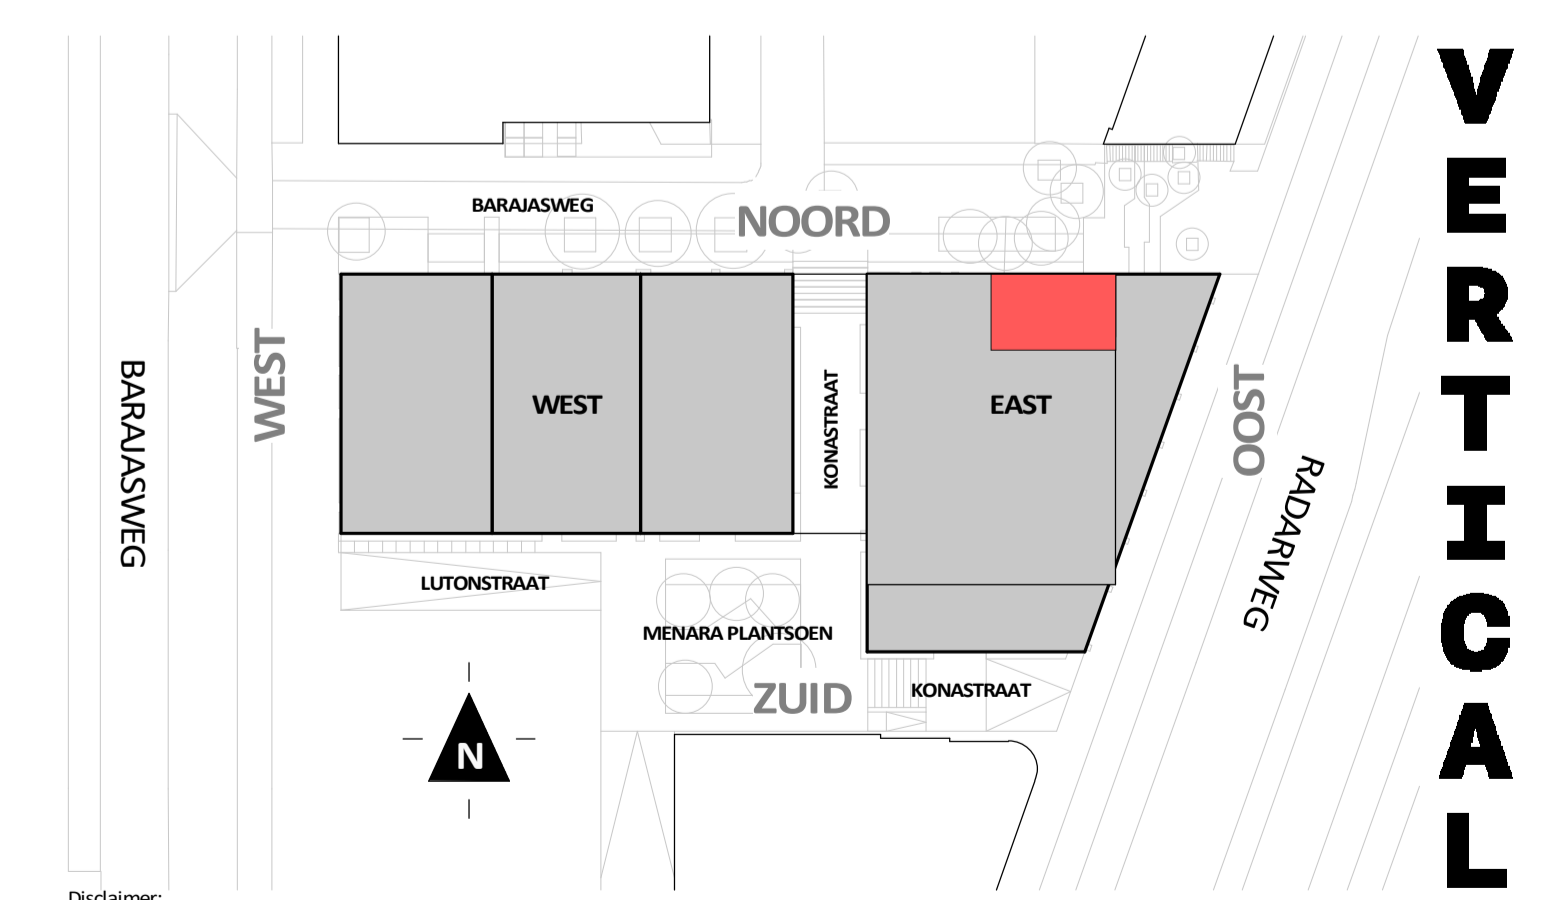 BARAJASWEG
NOORD
WEST
BARAJASWEG
WEST
KONASTRAAT
EAST
OOST
RADARWEG
LUTONSTRAAT
MENARA PLANTSOEN
ZUID
KONASTRAAT
N
VERTICAL
Disclaimer: